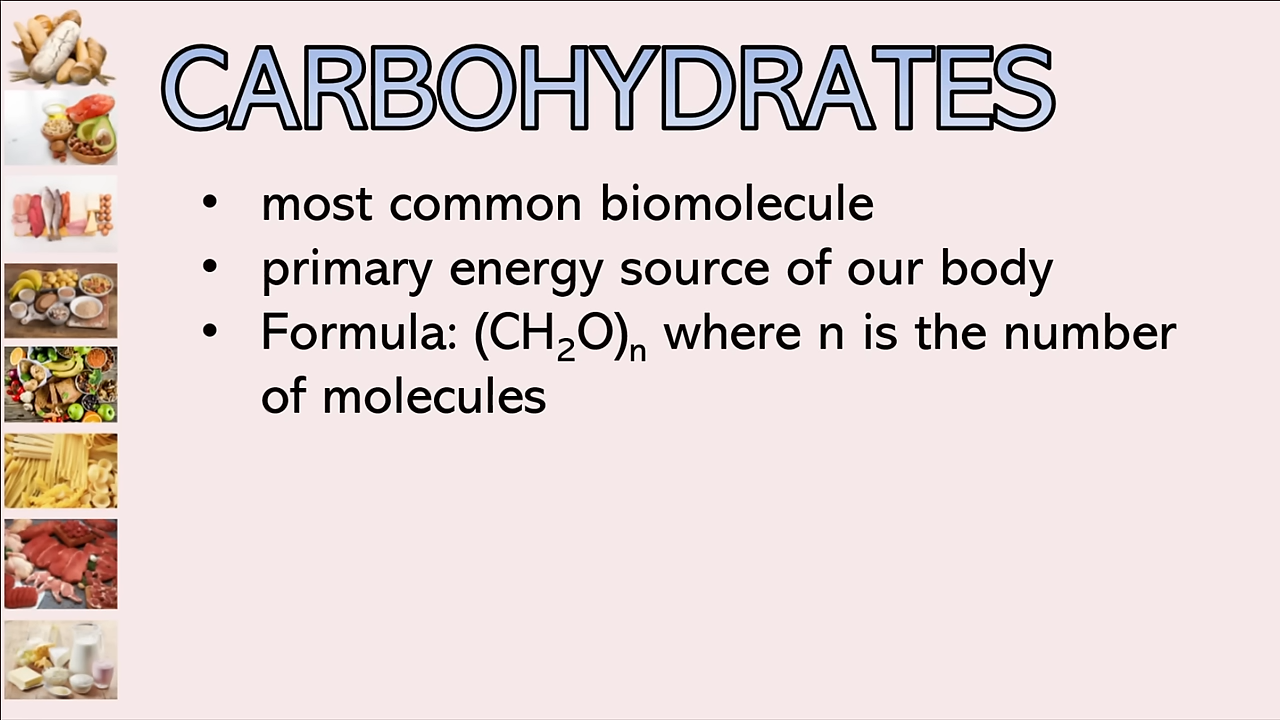 CARBOHYDRATES
• most common biomolecule
• primary energy source of our body
• Formula: (CH₂O)ₙ where n is the number
of molecules